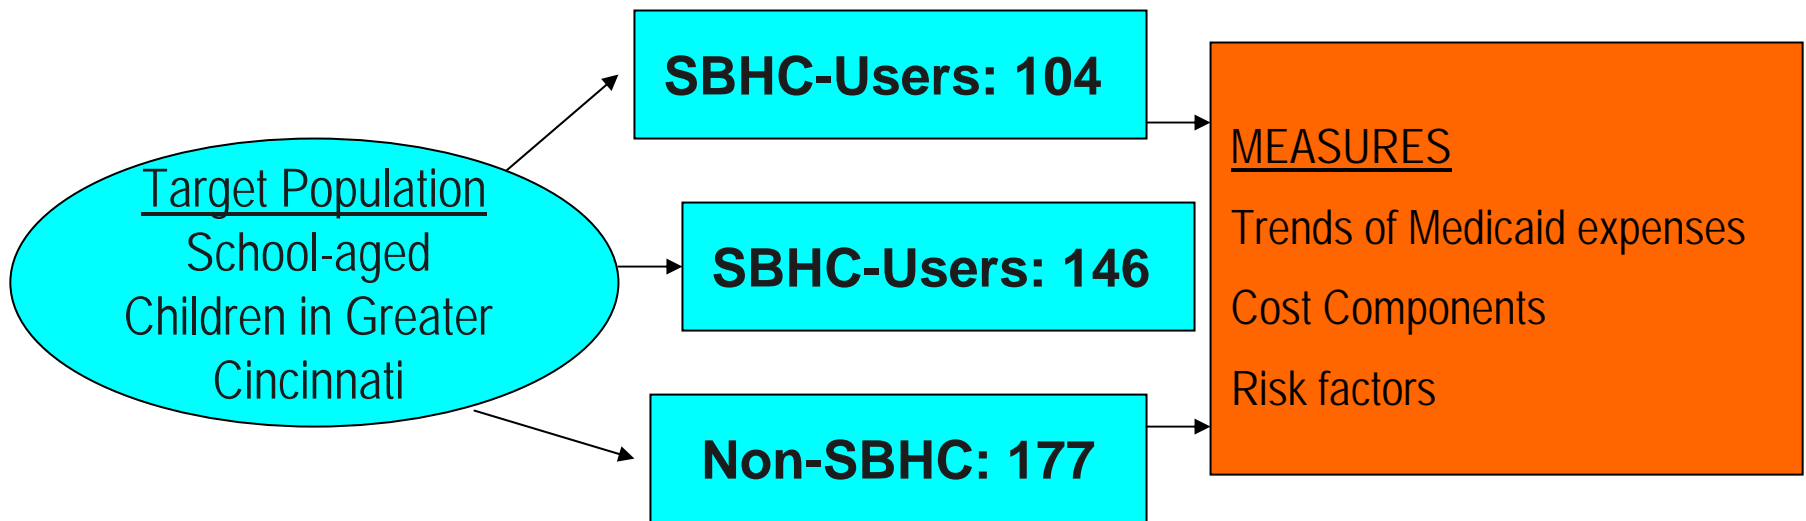 Target Population
School-aged
Children in Greater
Cincinnati
SBHC-Users: 104
SBHC-Users: 146
Non-SBHC: 177
MEASURES
Trends of Medicaid expenses
Cost Components
Risk factors